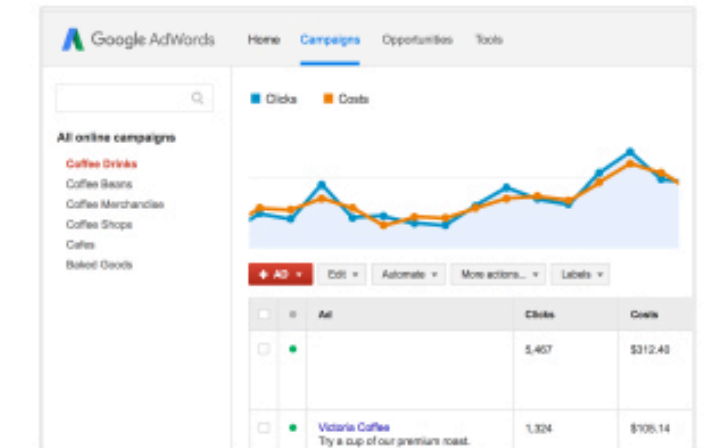 Google AdWords Home Campaigns Opportunities Tools
Clicks Costs
All online campaigns
Coffee Drinks
Coffee Beans
Coffee Merchandise
Coffee Shops
Cafes
Baked Goods
+ AD Edit Automate More actions... Labels
Ad Clicks Costs
5,467 $312.40
Victoria Coffee 1,324 $105.14
Try a cup of our premium roast.